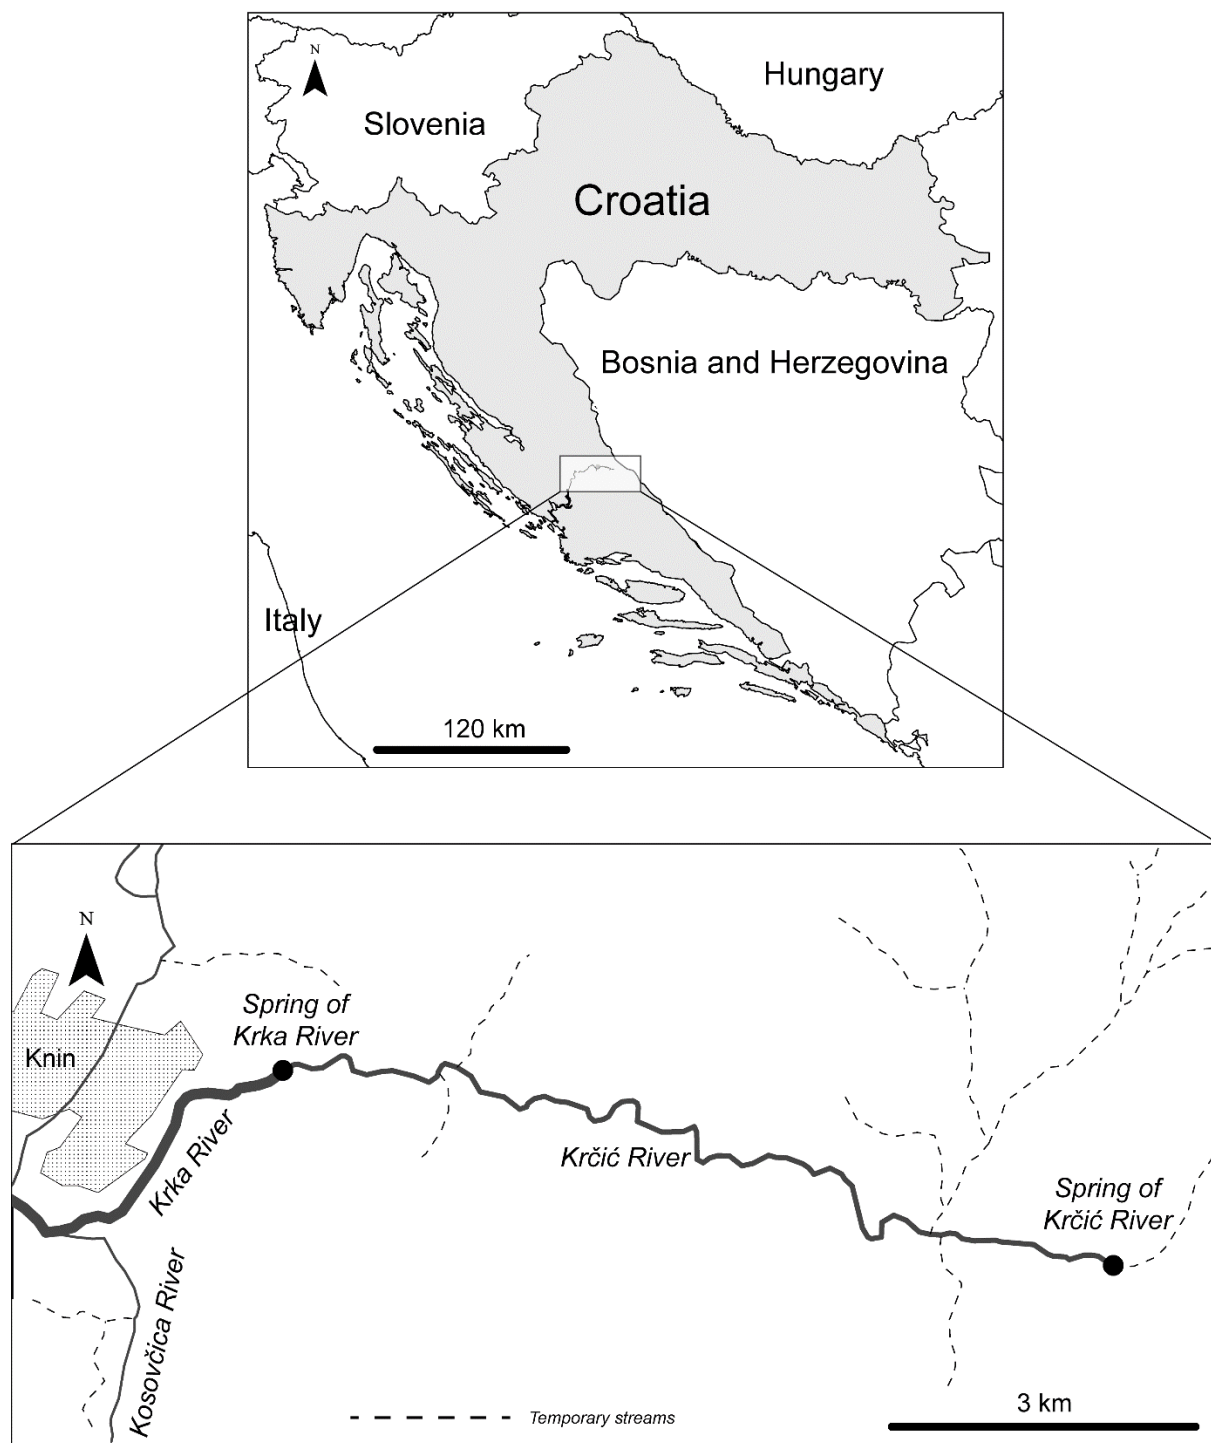 N
Hungary
Slovenia
Croatia
Bosnia and Herzegovina
Italy
120 km
N
Spring of
Krka River
Knin
Krka River
Krčić River
Spring of
Krčić River
Kosovčica River
3 km
Temporary streams